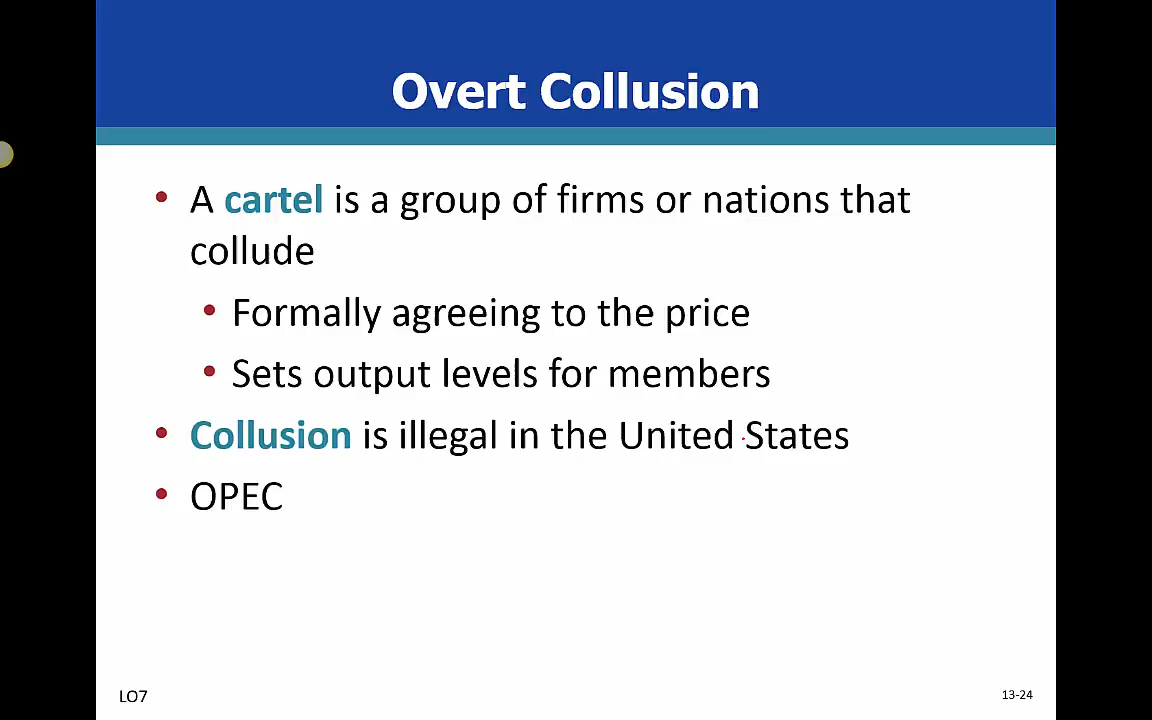 Overt Collusion
• A cartel is a group of firms or nations that
collude
• Formally agreeing to the price
• Sets output levels for members
• Collusion is illegal in the United States
• OPEC
LO7
13-24